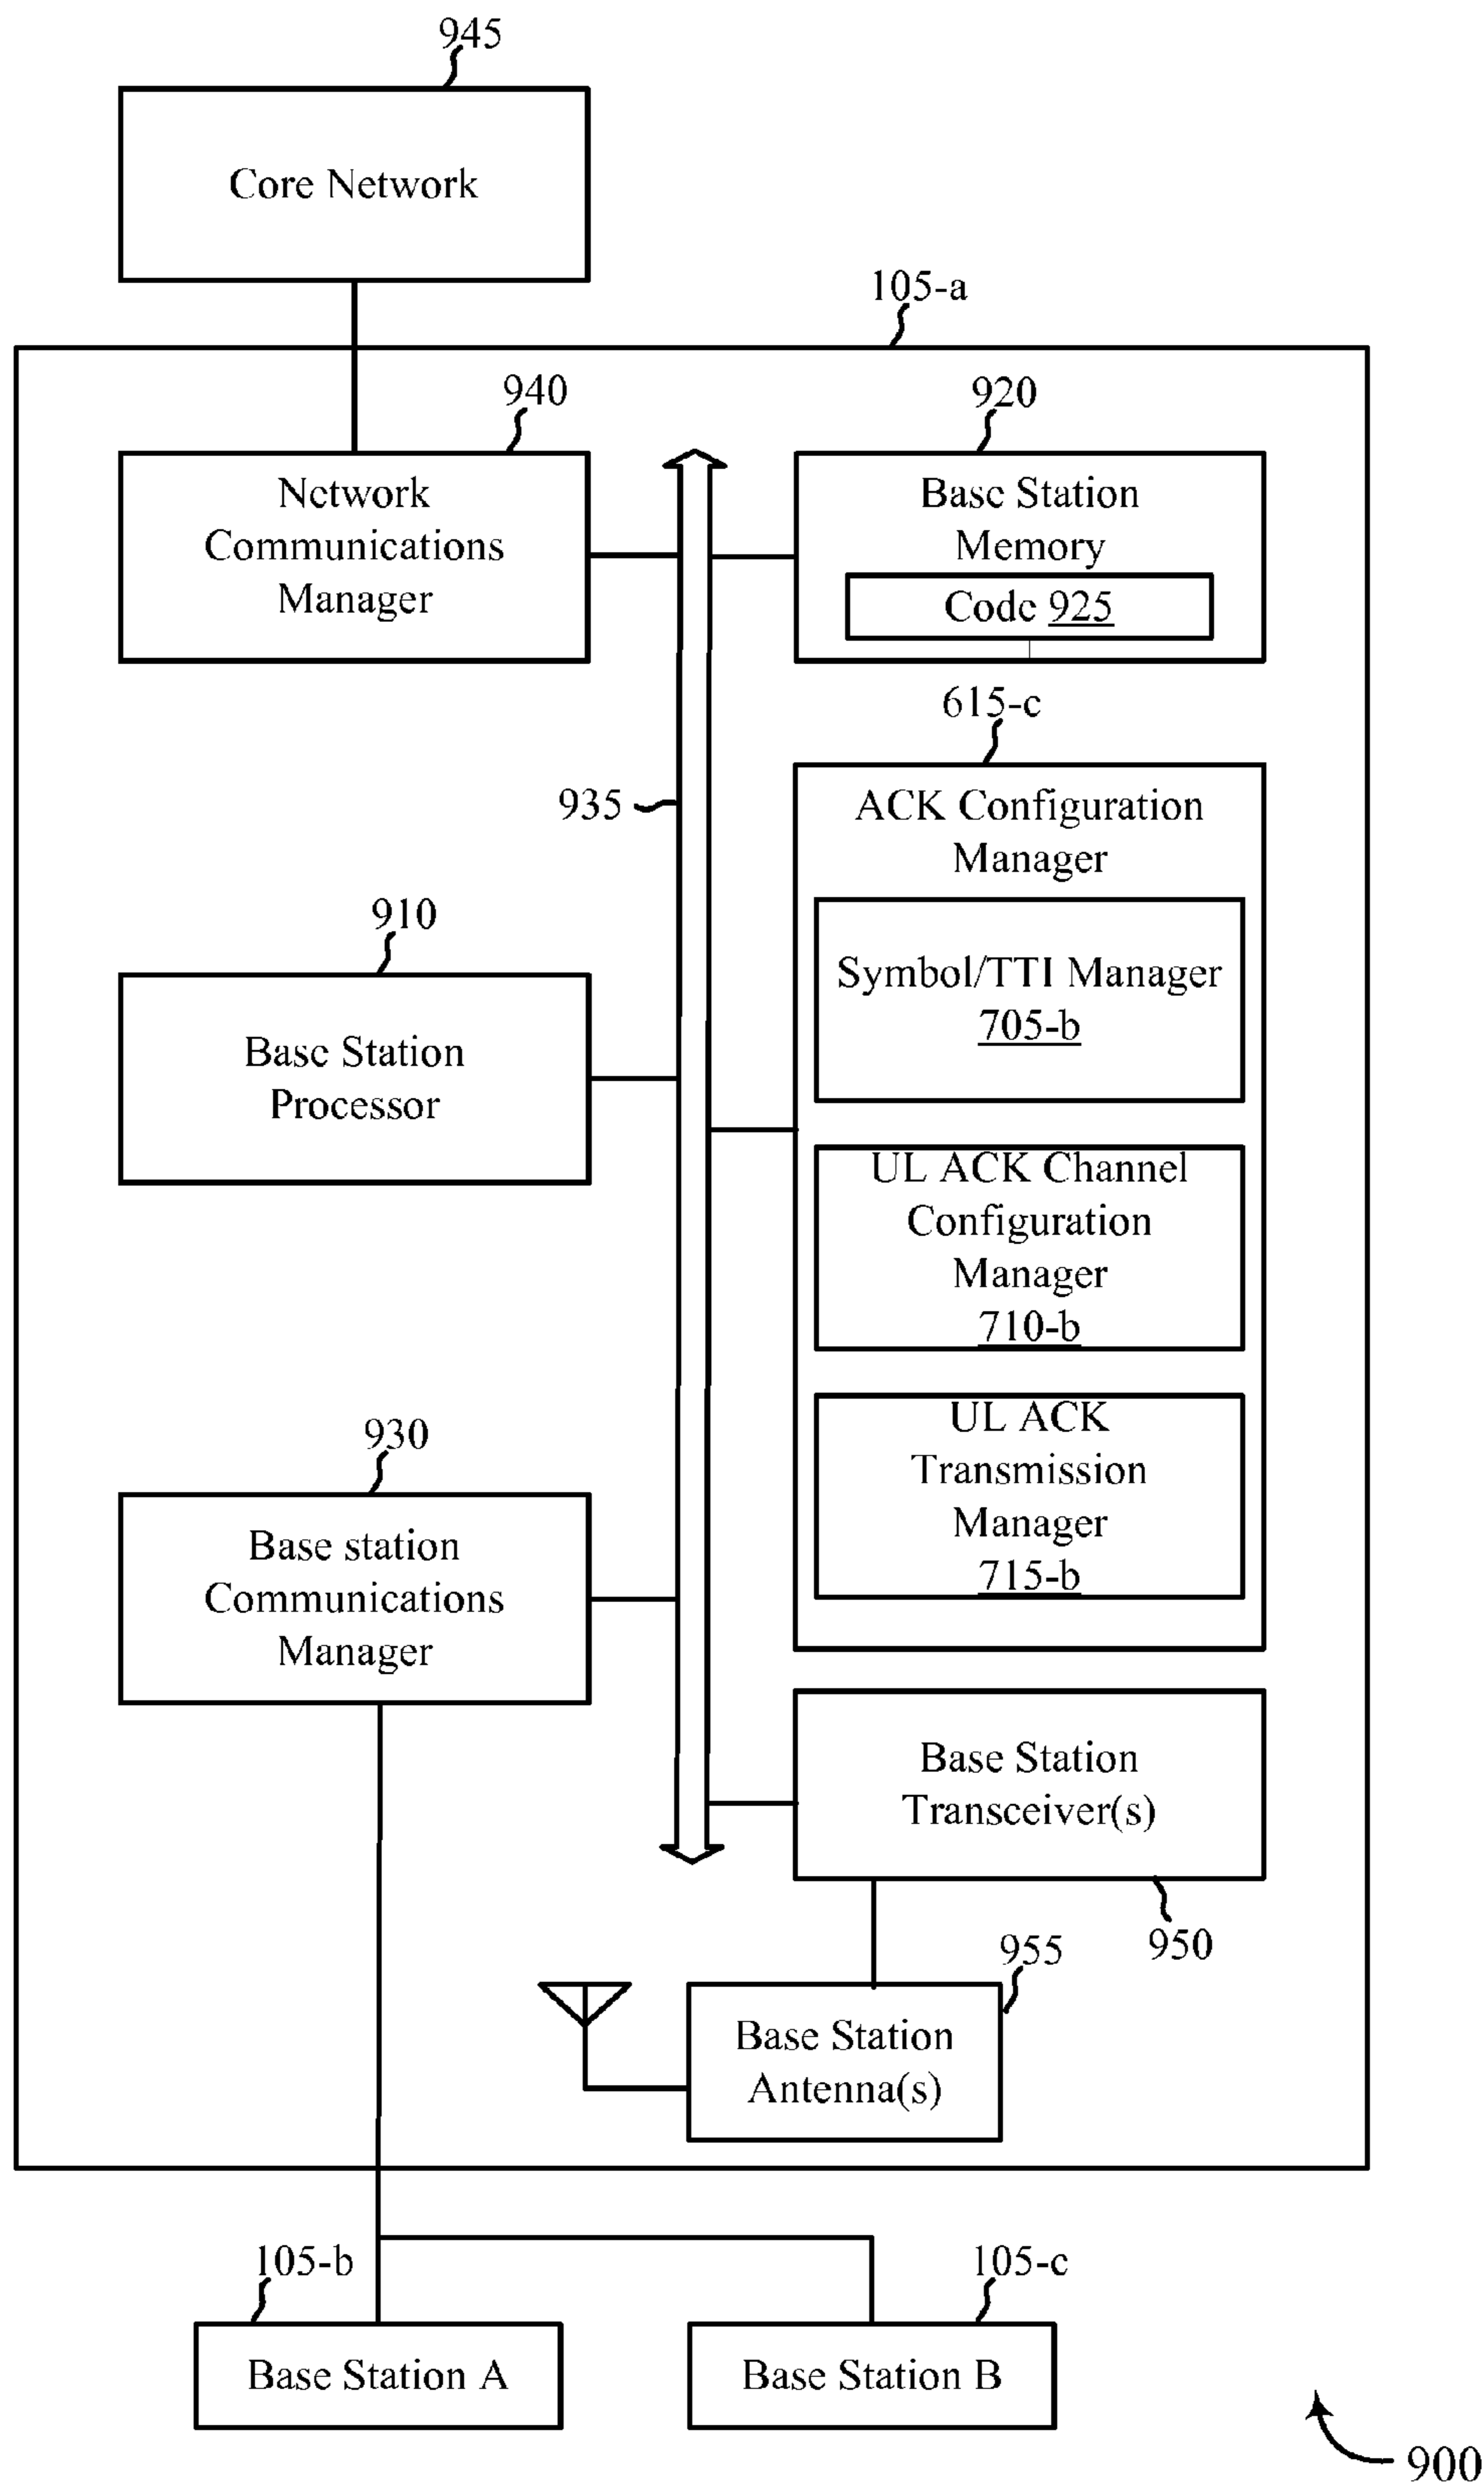 945
Core Network
105-a
940
920
Network
Communications
Manager
Base Station
Memory
Code 925
615-c
935
ACK Configuration
Manager
Symbol/TTI Manager
705-b
910
Base Station
Processor
UL ACK Channel
Configuration
Manager
710-b
UL ACK
Transmission
Manager
715-b
930
Base station
Communications
Manager
Base Station
Transceiver(s)
950
955
Base Station
Antenna(s)
105-b
105-c
Base Station A
Base Station B
900